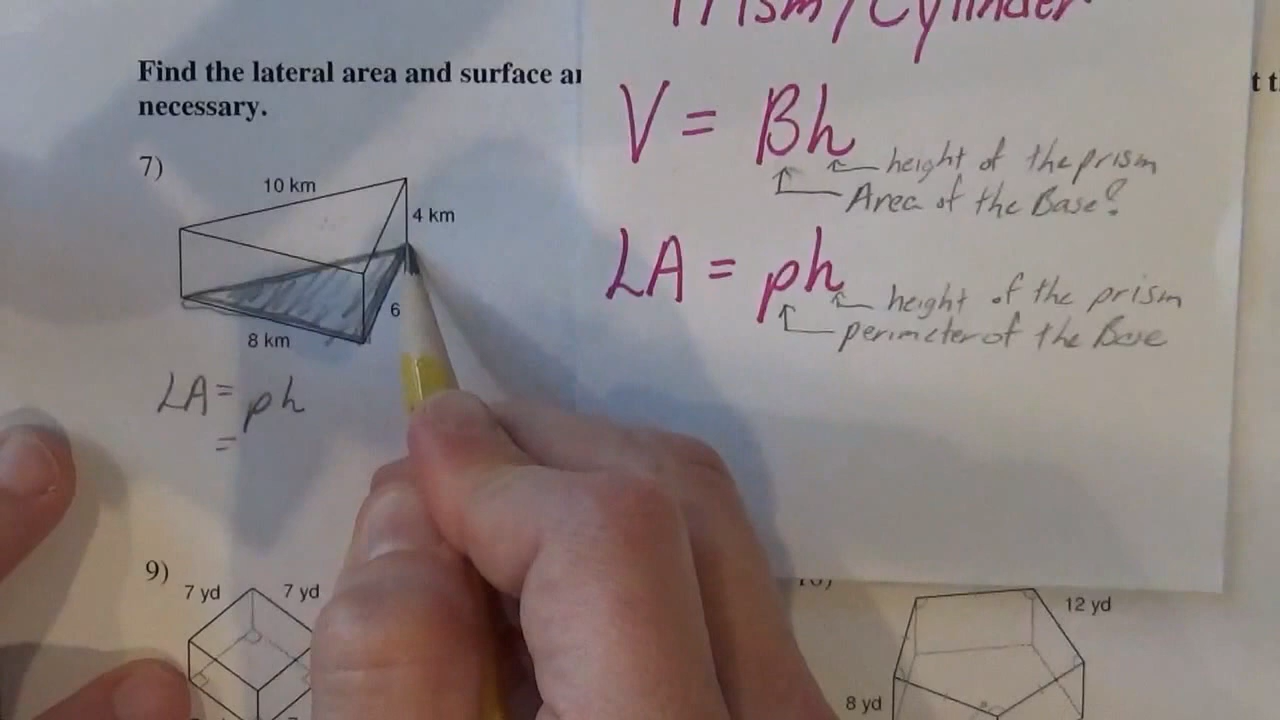 Prism/Cylinder
Find the lateral area and surface
necessary.
V = Bh
height of the prism
Area of the Base?
7)
10 km
4 km
6
8 km
LA = ph
height of the prism
perimeter of the Base
LA = ph
=
9)
7 yd
7 yd
10)
12 yd
8 yd